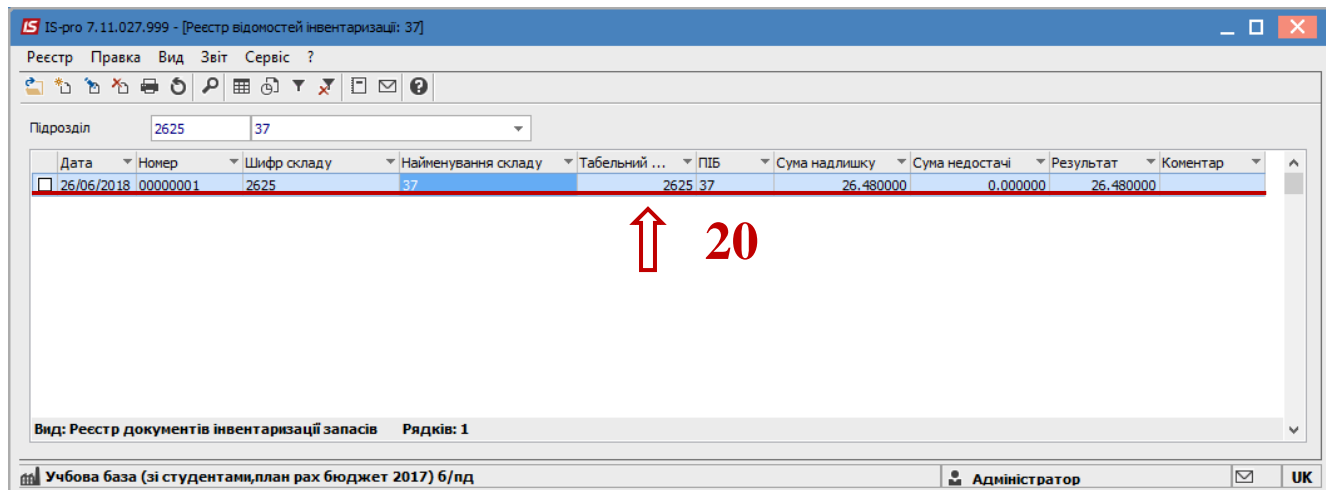 IS-pro 7.11.027.999 - [Реєстр відомостей інвентаризації: 37]
Реєстр Правка Вид Звіт Сервіс ?
Підрозділ 2625 37
Дата Номер Шифр складу Найменування складу Табельний ... ПІБ Сума надлишку Сума недостачі Результат Коментар
26/06/2018 00000001 2625 37 2625 37 26.480000 0.000000 26.480000
20
Вид: Реєстр документів інвентаризації запасів Рядків: 1
Учбова база (зі студентами,план рах бюджет 2017) б/пд Адміністратор UK